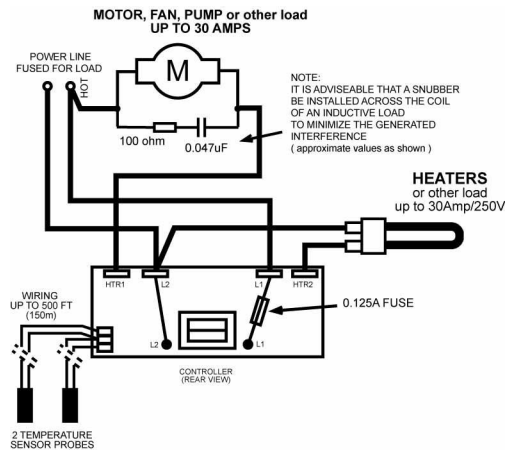 MOTOR, FAN, PUMP or other load
UP TO 30 AMPS
POWER LINE
FUSED FOR LOAD
HOT
M
100 ohm
0.047uF
NOTE:
IT IS ADVISEABLE THAT A SNUBBER
BE INSTALLED ACROSS THE COIL
OF AN INDUCTIVE LOAD
TO MINIMIZE THE GENERATED
INTERFERENCE
( approximate values as shown )
HEATERS
or other load
up to 30Amp/250V
HTR1
L2
L1
HTR2
WIRING
UP TO 500 FT
(150m)
0.125A FUSE
L2
L1
CONTROLLER
(REAR VIEW)
2 TEMPERATURE
SENSOR PROBES